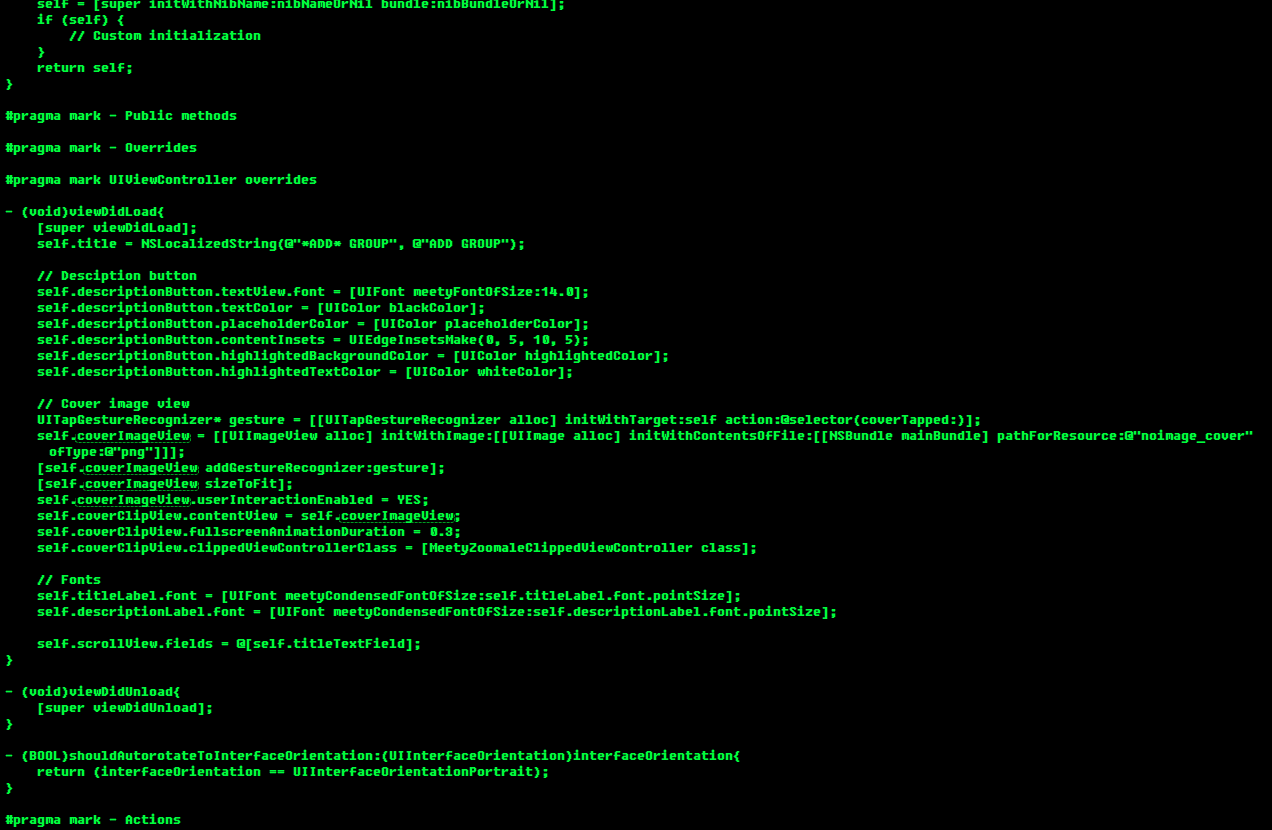 self = [super initWithNibName:nibNameOrNil bundle:nibBundleOrNil];
if (self) {
// Custom initialization
}
return self;
}
#pragma mark - Public methods
#pragma mark - Overrides
#pragma mark UIViewController overrides
- (void)viewDidLoad{
[super viewDidLoad];
self.title = NSLocalizedString(@"*ADD* GROUP", @"ADD GROUP");
// Desciption button
self.descriptionButton.textView.font = [UIFont meetyFontOfSize:14.0];
self.descriptionButton.textColor = [UIColor blackColor];
self.descriptionButton.placeholderColor = [UIColor placeholderColor];
self.descriptionButton.contentInsets = UIEdgeInsetsMake(0, 5, 10, 5);
self.descriptionButton.highlightedBackgroundColor = [UIColor highlightedColor];
self.descriptionButton.highlightedTextColor = [UIColor whiteColor];
// Cover image view
UITapGestureRecognizer* gesture = [[UITapGestureRecognizer alloc] initWithTarget:self action:@selector(coverTapped:)];
self.coverImageView = [[UIImageView alloc] initWithImage:[[UIImage alloc] initWithContentsOfFile:[[NSBundle mainBundle] pathForResource:@"noimage_cover"
ofType:@"png"]]];
[self.coverImageView addGestureRecognizer:gesture];
[self.coverImageView sizeToFit];
self.coverImageView.userInteractionEnabled = YES;
self.coverClipView.contentView = self.coverImageView;
self.coverClipView.fullscreenAnimationDuration = 0.3;
self.coverClipView.clippedViewControllerClass = [MeetyZoomaleClippedViewController class];
// Fonts
self.titleLabel.font = [UIFont meetyCondensedFontOfSize:self.titleLabel.font.pointSize];
self.descriptionLabel.font = [UIFont meetyCondensedFontOfSize:self.descriptionLabel.font.pointSize];
self.scrollView.fields = @[self.titleTextField];
}
- (void)viewDidUnload{
[super viewDidUnload];
}
- (BOOL)shouldAutorotateToInterfaceOrientation:(UIInterfaceOrientation)interfaceOrientation{
return (interfaceOrientation == UIInterfaceOrientationPortrait);
}
#pragma mark - Actions